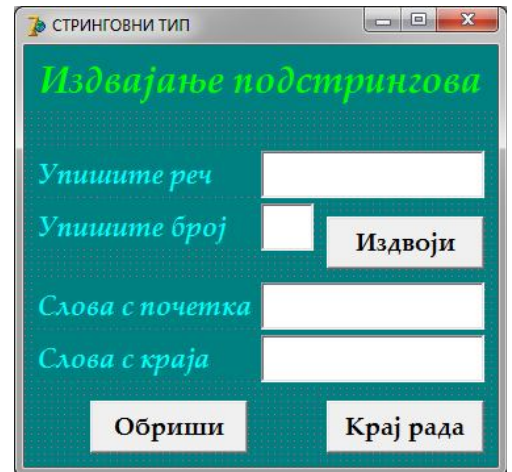 СТРИНГОВНИ ТИП
Издвајање подстрингова
Упишите реч
Упишите број
Издвоји
Слова с почетка
Слова с краја
Обриши Крај рада